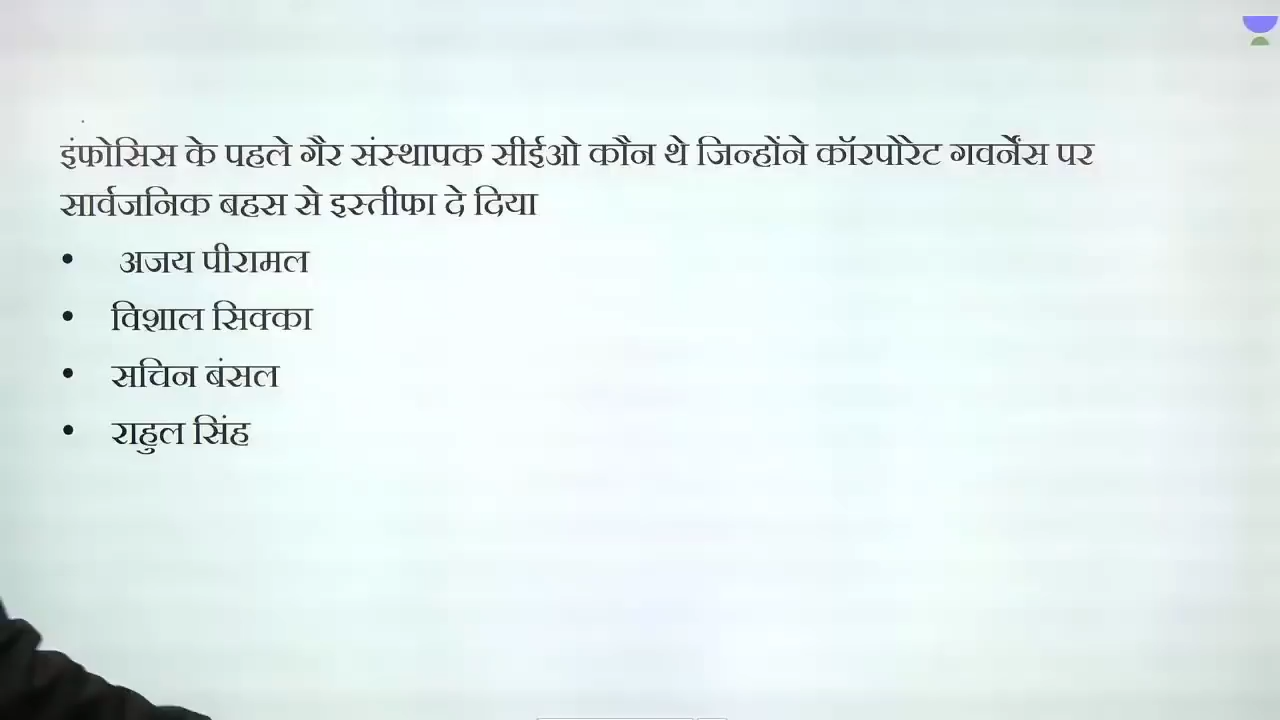 इंफोसिस के पहले गैर संस्थापक सीईओ कौन थे जिन्होंने कॉरपोरेट गवर्नेंस पर
सार्वजनिक बहस से इस्तीफा दे दिया
• अजय पीरामल
• विशाल सिक्का
• सचिन बंसल
• राहुल सिंह